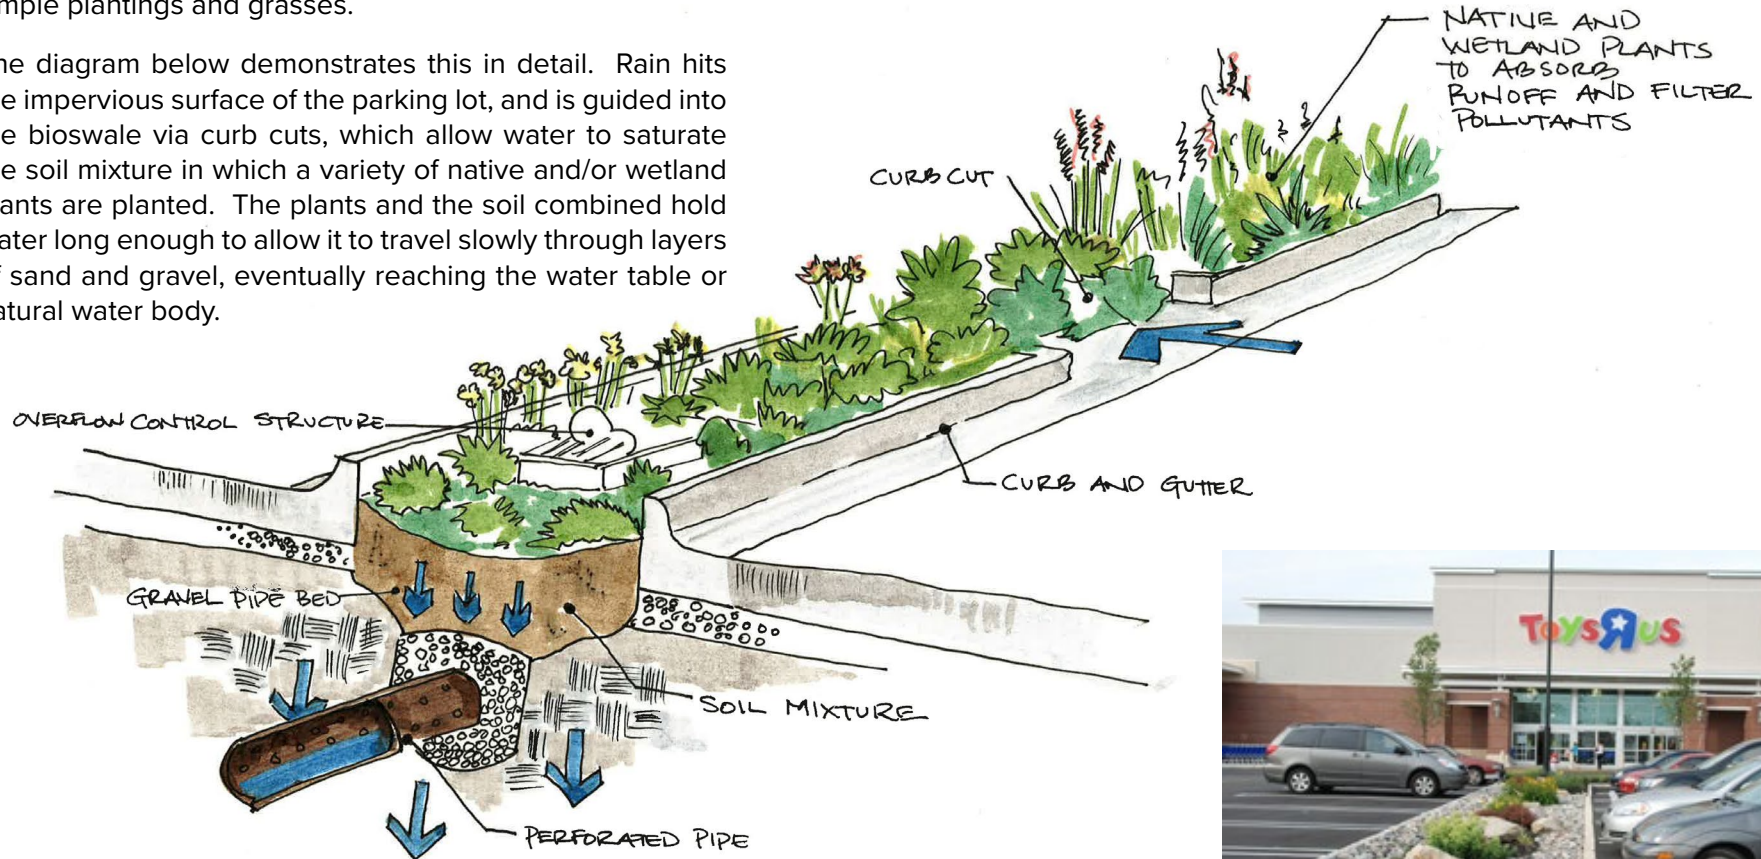 mple plantings and grasses.
he diagram below demonstrates this in detail. Rain hits
e impervious surface of the parking lot, and is guided into
e bioswale via curb cuts, which allow water to saturate
e soil mixture in which a variety of native and/or wetland
ants are planted. The plants and the soil combined hold
ater long enough to allow it to travel slowly through layers
f sand and gravel, eventually reaching the water table or
atural water body.
NATIVE AND
WETLAND PLANTS
TO ABSORB
RUNOFF AND FILTER
POLLUTANTS
CURB CUT
OVERFLOW CONTROL STRUCTURE
CURB AND GUTTER
GRAVEL PIPE BED
SOIL MIXTURE
PERFORATED PIPE
TOYSRUS